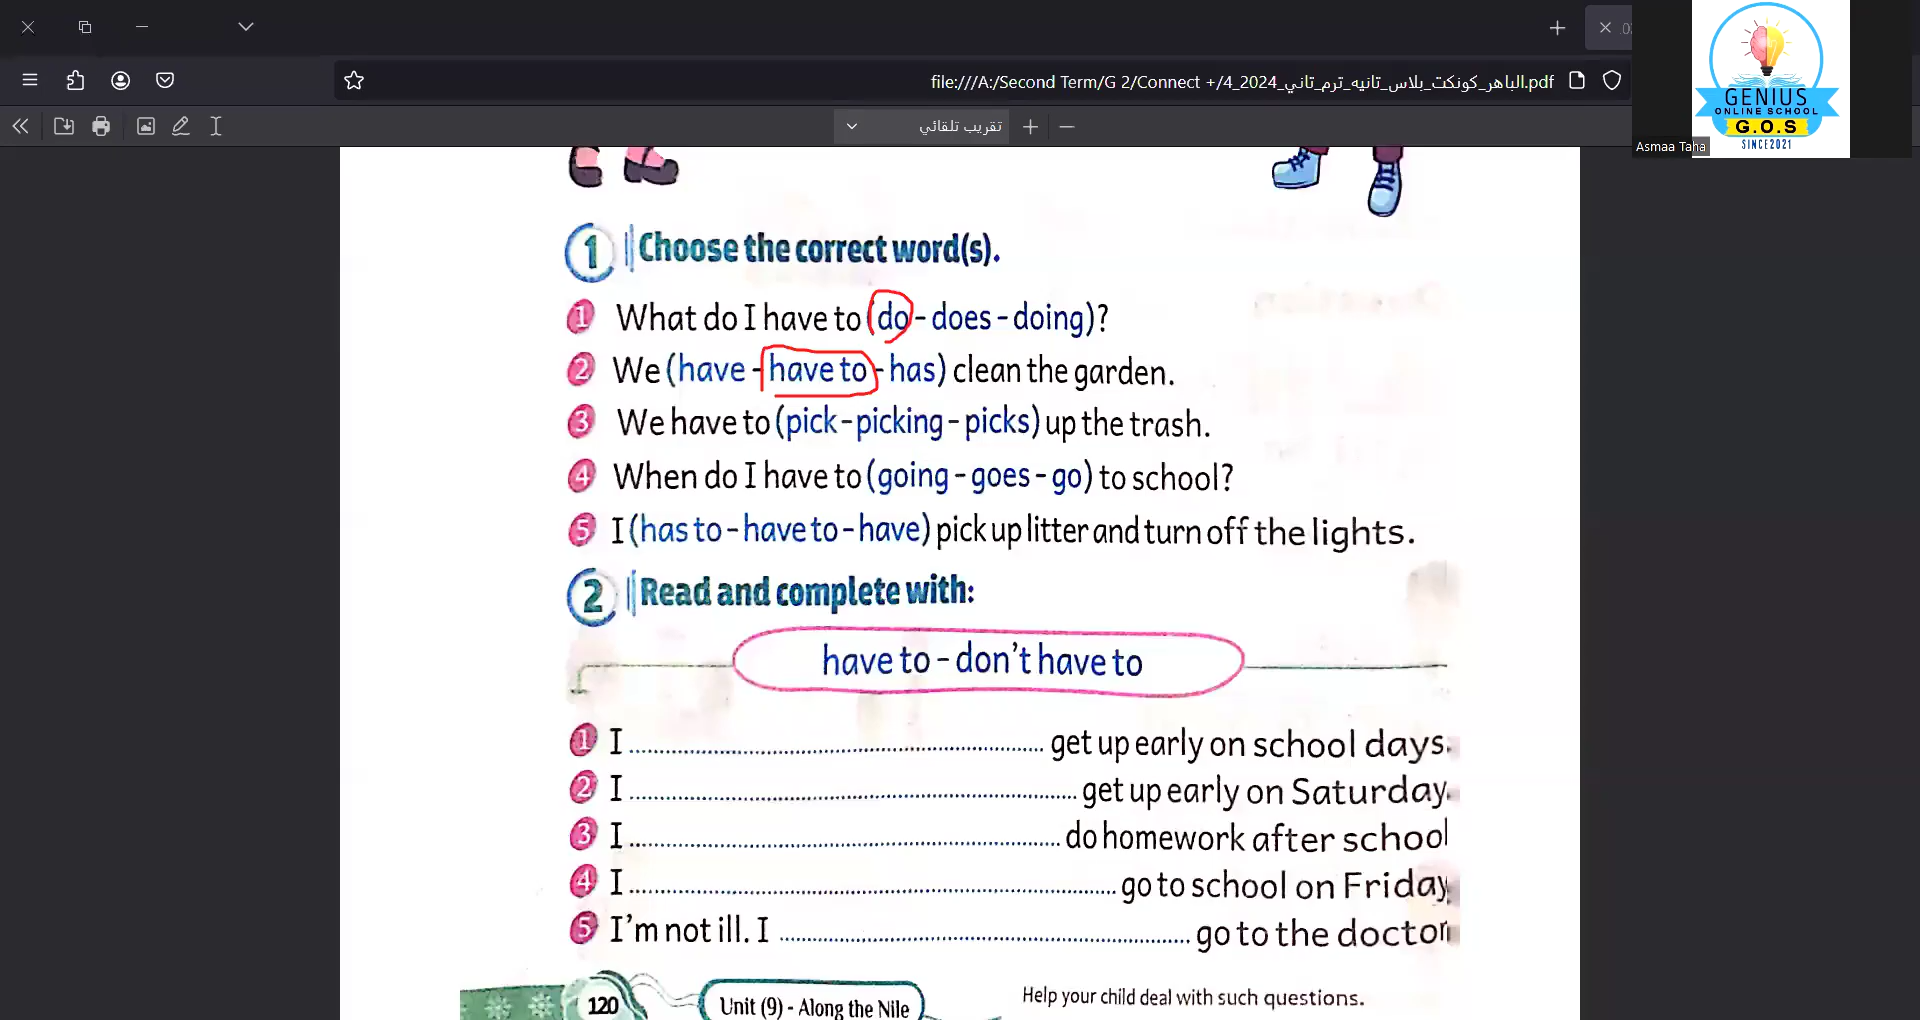 file:///A:/Second Term/G 2/Connect +/4_2024_الباهر_كونكت_بلاس_تانيه_ترم_تاني.pdf
تقريب تلقائي
GENIUS
ONLINE SCHOOL
G.O.S
SINCE2021
Asmaa Taha
1 Choose the correct word(s).
1 What do I have to (do - does - doing)?
2 We (have - have to - has) clean the garden.
3 We have to (pick - picking - picks) up the trash.
4 When do I have to (going - goes - go) to school?
5 I (has to - have to - have) pick up litter and turn off the lights.
2 Read and complete with:
have to - don't have to
1 I ........................ get up early on school days.
2 I ........................ get up early on Saturday.
3 I ........................ do homework after school
4 I ........................ go to school on Friday.
5 I'm not ill. I ........................ go to the doctor
120 Unit (9) - Along the Nile
Help your child deal with such questions.